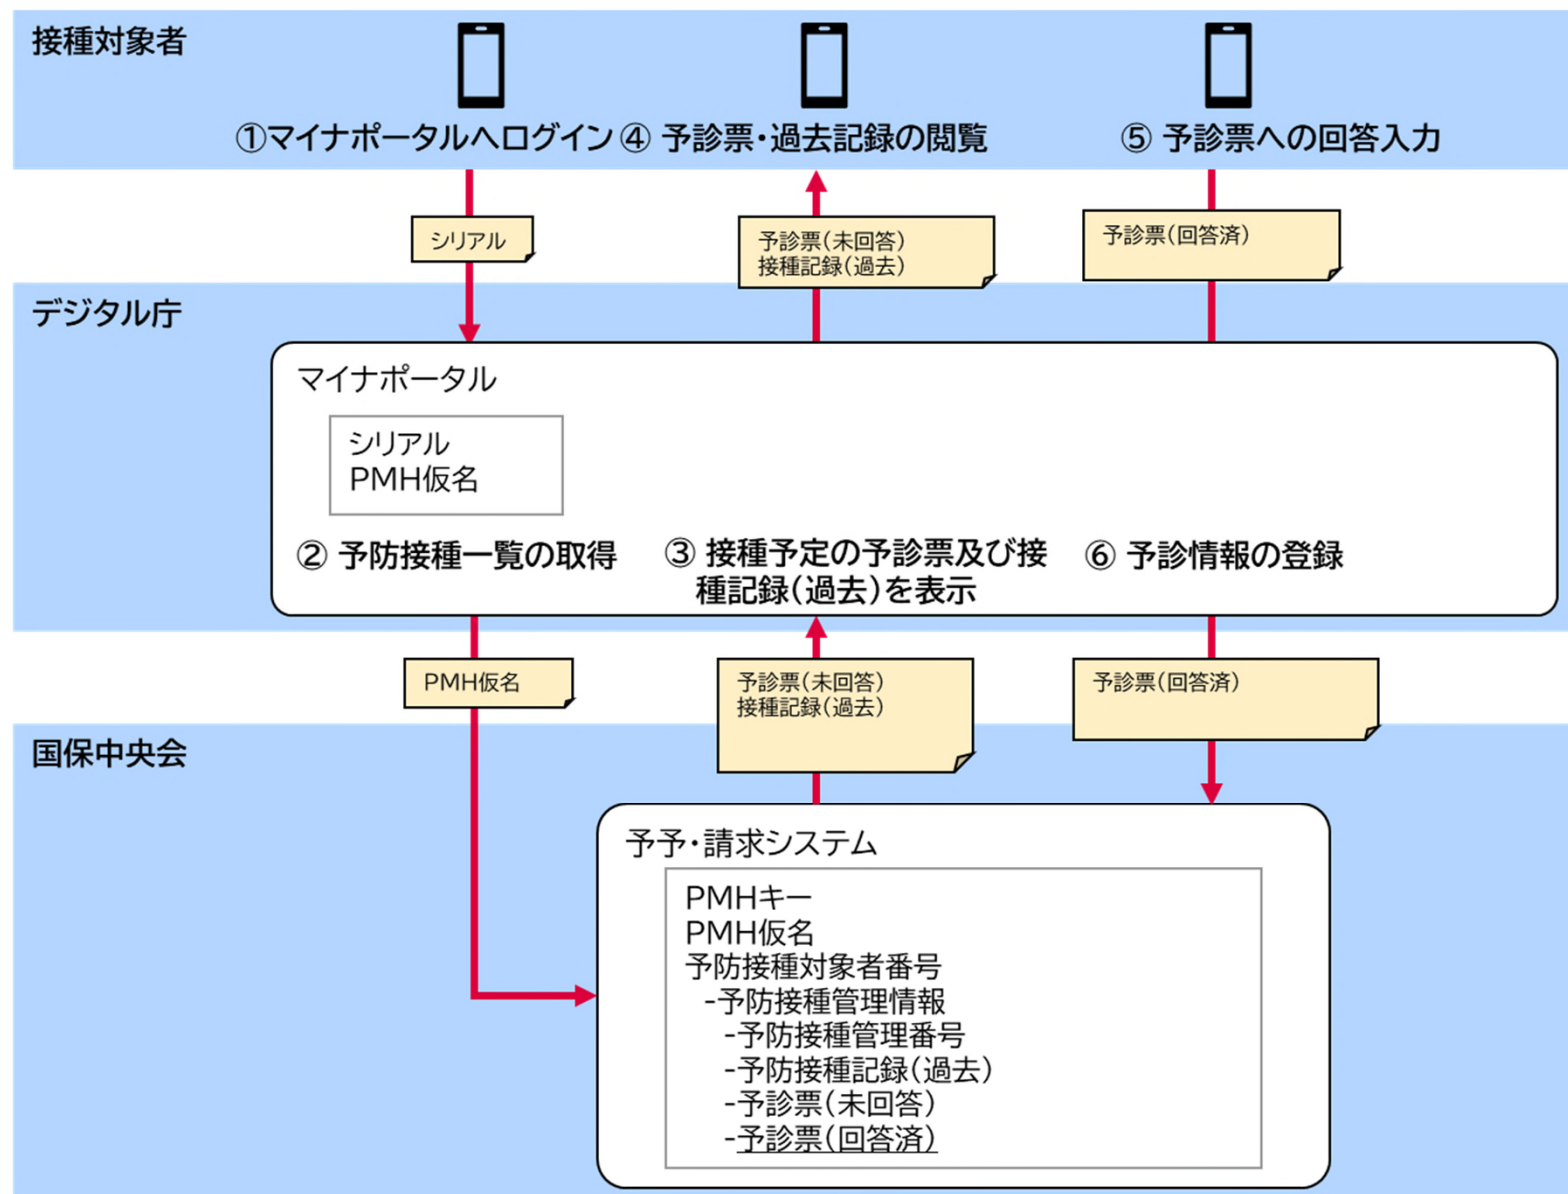 接種対象者
①マイナポータルへログイン
④ 予診票・過去記録の閲覧
⑤ 予診票への回答入力
シリアル
予診票(未回答)
接種記録(過去)
予診票(回答済)
デジタル庁
マイナポータル
シリアル
PMH仮名
② 予防接種一覧の取得
③ 接種予定の予診票及び接
種記録(過去)を表示
⑥ 予診情報の登録
PMH仮名
予診票(未回答)
接種記録(過去)
予診票(回答済)
国保中央会
予予・請求システム
PMHキー
PMH仮名
予防接種対象者番号
-予防接種管理情報
-予防接種管理番号
-予防接種記録(過去)
-予診票(未回答)
-予診票(回答済)